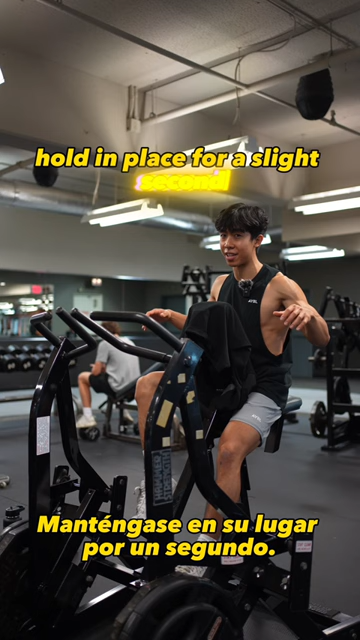 hold in place for a slight
second
Manténgase en su lugar
por un segundo.